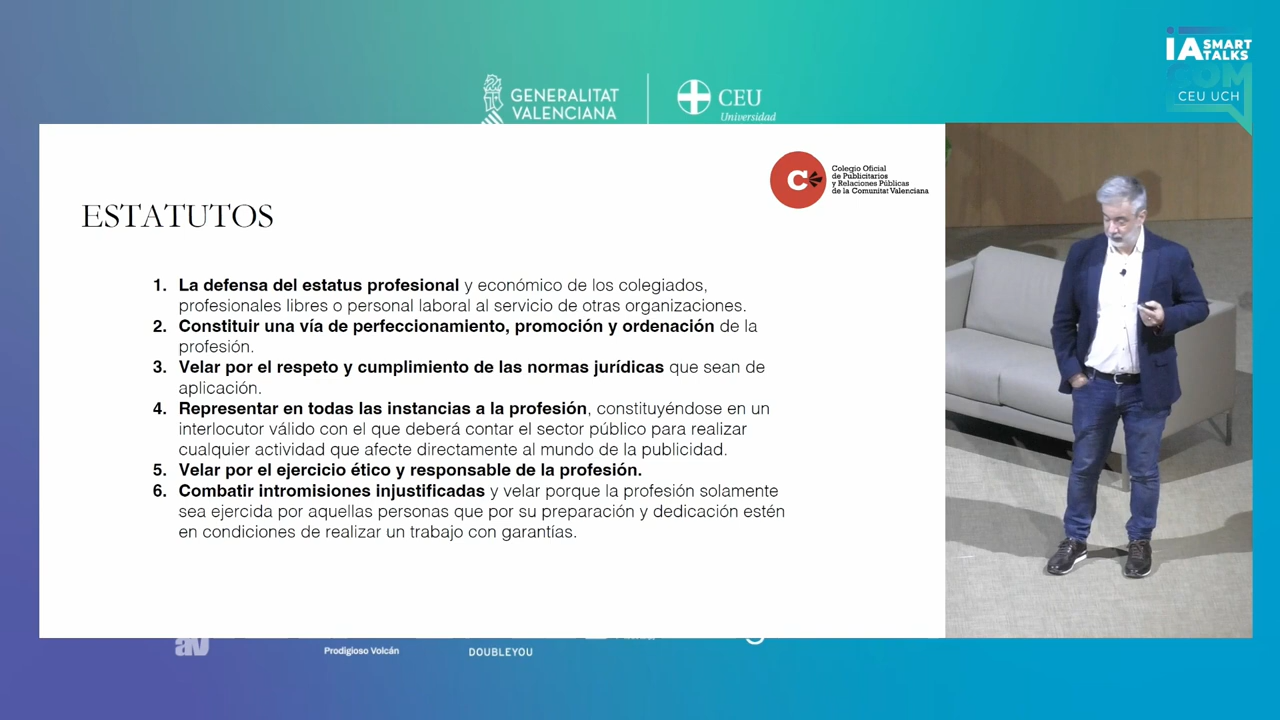 IA SMART
TALKS
COM
CEU UCH
GENERALITAT
VALENCIANA
CEU
Universidad
Colegio Oficial
de Publicitarios
y Relaciones Públicas
de la Comunitat Valenciana
ESTATUTOS
1. La defensa del estatus profesional y económico de los colegiados,
profesionales libres o personal laboral al servicio de otras organizaciones.
2. Constituir una vía de perfeccionamiento, promoción y ordenación de la
profesión.
3. Velar por el respeto y cumplimiento de las normas jurídicas que sean de
aplicación.
4. Representar en todas las instancias a la profesión, constituyéndose en un
interlocutor válido con el que deberá contar el sector público para realizar
cualquier actividad que afecte directamente al mundo de la publicidad.
5. Velar por el ejercicio ético y responsable de la profesión.
6. Combatir intromisiones injustificadas y velar porque la profesión solamente
sea ejercida por aquellas personas que por su preparación y dedicación estén
en condiciones de realizar un trabajo con garantías.
Prodigioso Volcán
DOUBLEYOU